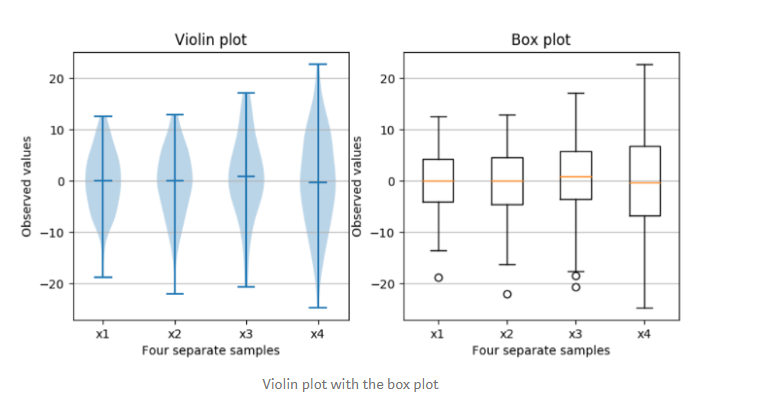 Violin plot
Observed values
20
10
0
−10
−20
x1 x2 x3 x4
Four separate samples
Box plot
Observed values
20
10
0
−10
−20
x1 x2 x3 x4
Four separate samples
Violin plot with the box plot